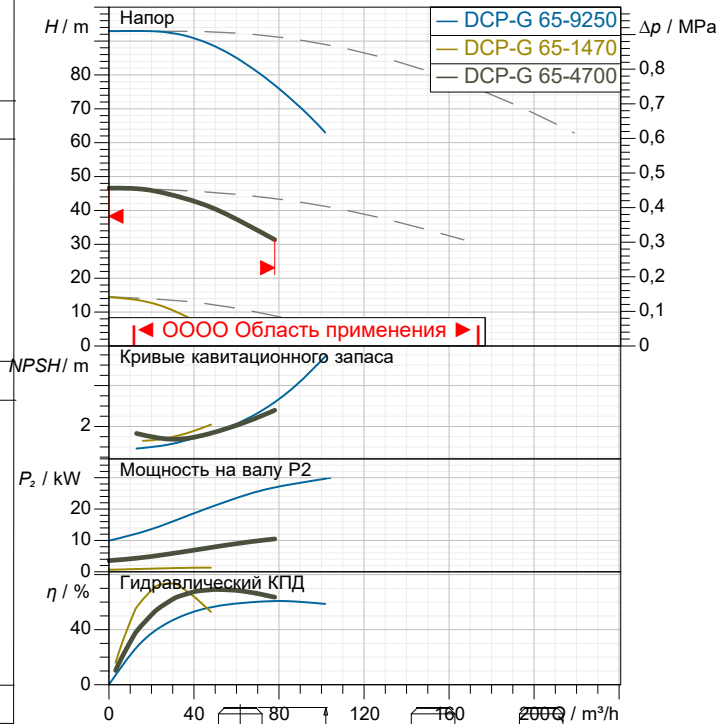 Напор
H / m
DCP-G 65-9250
DCP-G 65-1470
DCP-G 65-4700
Δp / MPa
80
70
60
50
40
30
20
10
0
0,8
0,7
0,6
0,5
0,4
0,3
0,2
0,1
0
ОООО Область применения
Кривые кавитационного запаса
NPSH / m
2
Мощность на валу P2
P₂ / kW
20
10
0
Гидравлический КПД
η / %
40
0
0 40 80 120 160 200 Q / m³/h